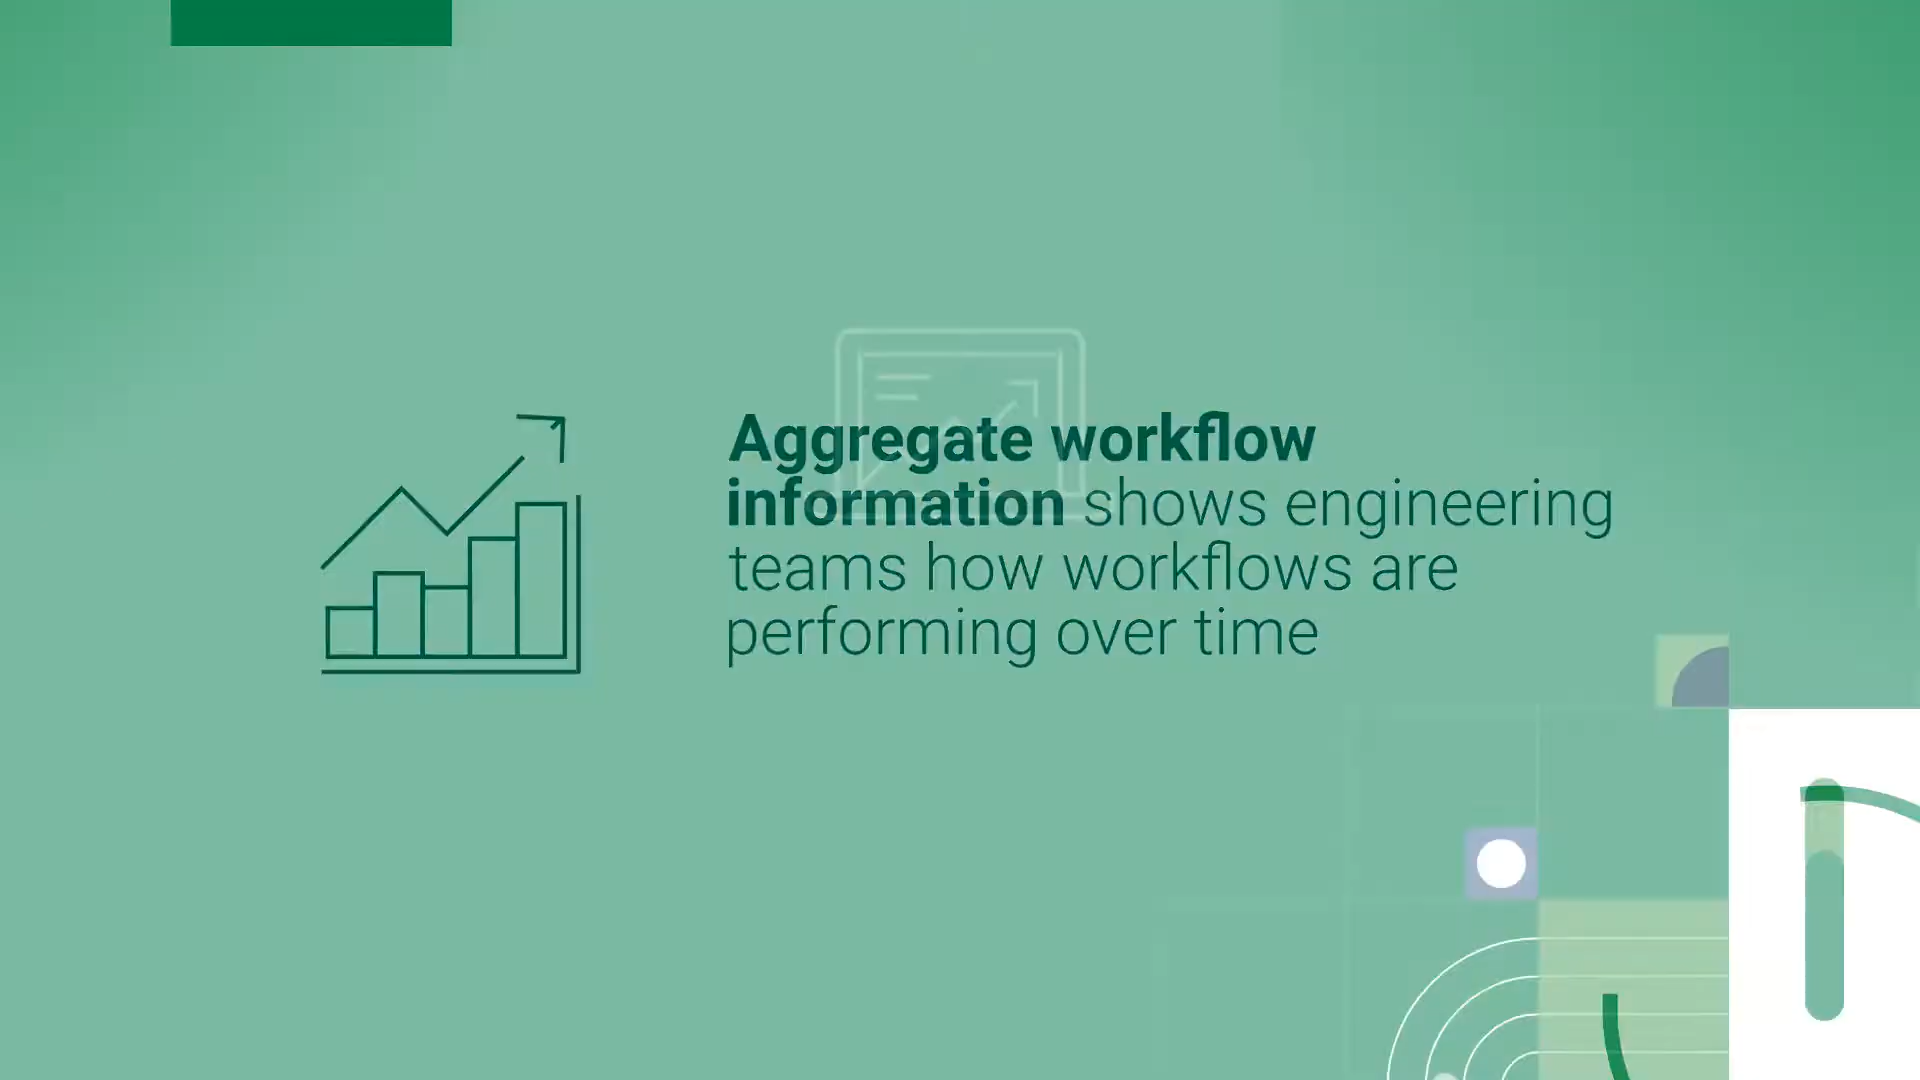 Aggregate workflow
information shows engineering
teams how workflows are
performing over time